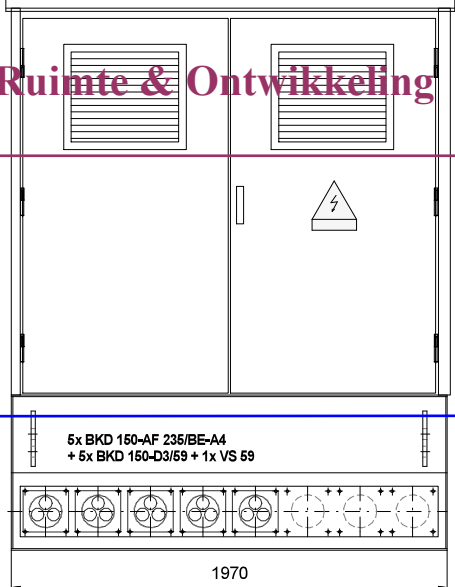 Ruimte & Ontwikkeling
5x BKD 150-AF 235/BE-A4
+ 5x BKD 150-D3/59 + 1x VS 59
1970